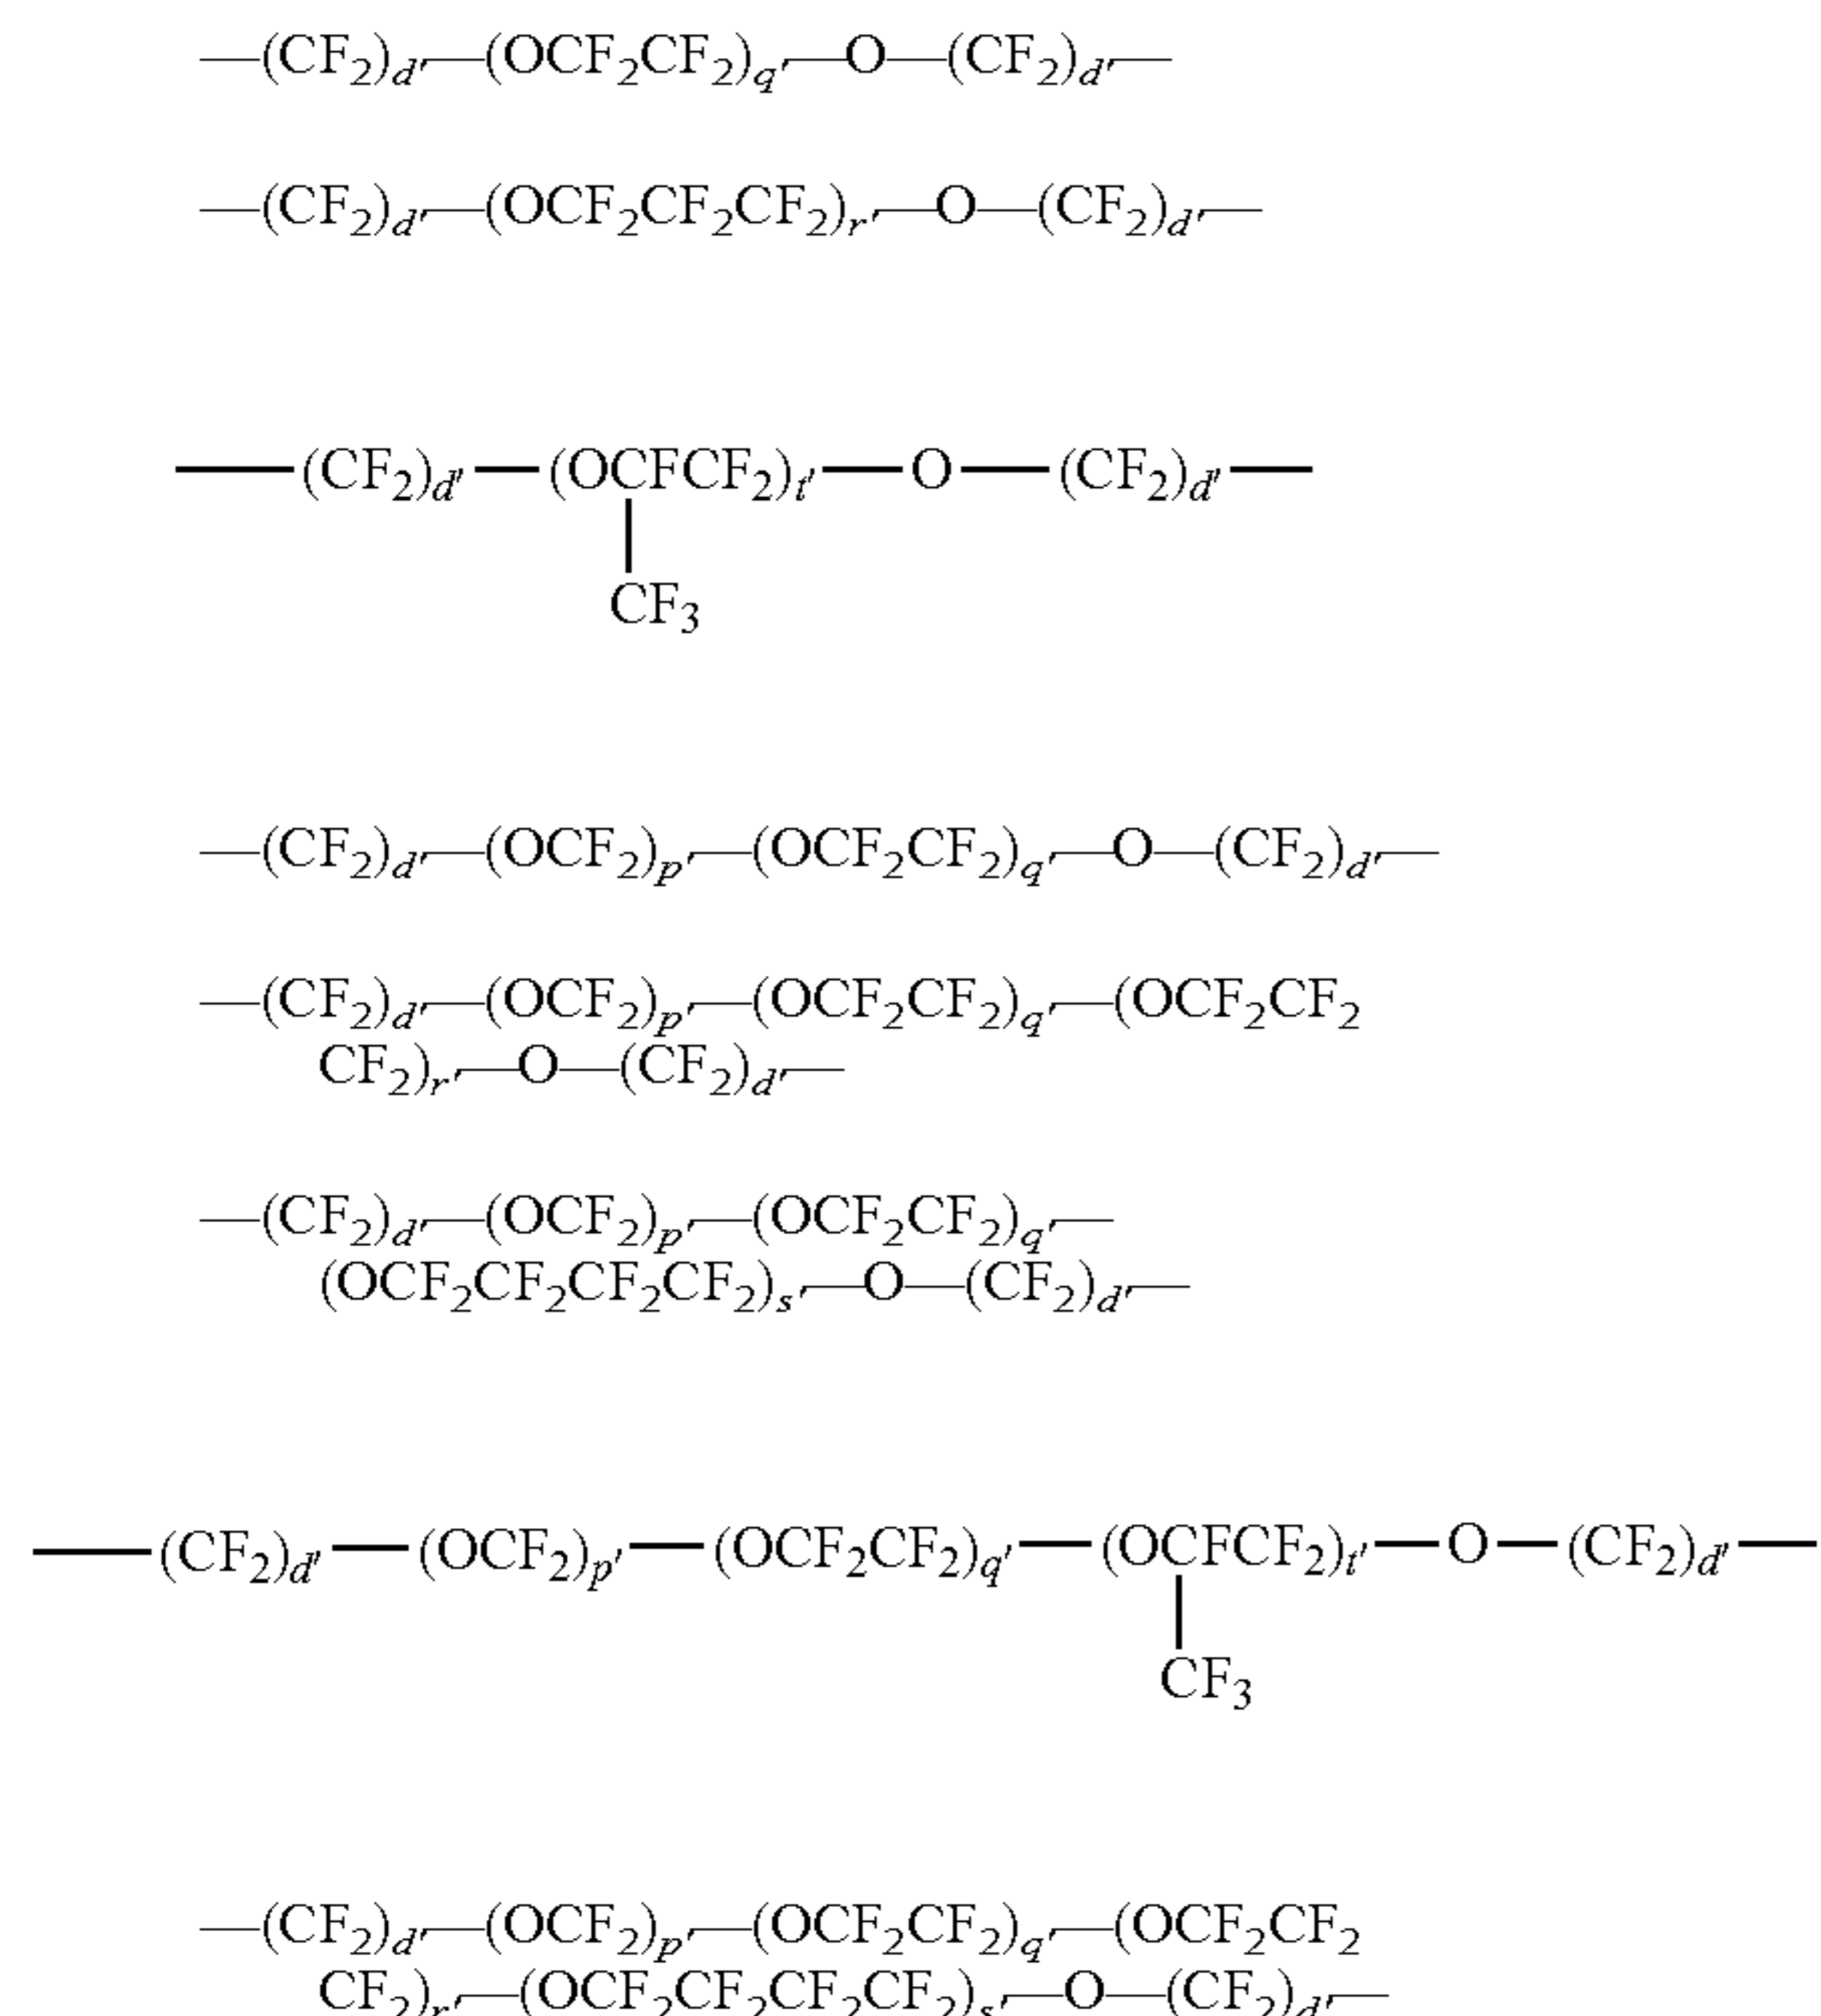 —(CF₂)d'—(OCF₂CF₂)q'—O—(CF₂)d'—
—(CF₂)d'—(OCF₂CF₂CF₂)r'—O—(CF₂)d'—
—(CF₂)d'—(OCFCF₂)t'—O—(CF₂)d'—
CF₃
—(CF₂)d'—(OCF₂)p'—(OCF₂CF₂)q'—O—(CF₂)d'—
—(CF₂)d'—(OCF₂)p'—(OCF₂CF₂)q'—(OCF₂CF₂
CF₂)r'—O—(CF₂)d'—
—(CF₂)d'—(OCF₂)p'—(OCF₂CF₂)q'—
(OCF₂CF₂CF₂CF₂)s'—O—(CF₂)d'—
—(CF₂)d'—(OCF₂)p'—(OCF₂CF₂)q'—(OCFCF₂)t'—O—(CF₂)d'—
CF₃
—(CF₂)d'—(OCF₂)p'—(OCF₂CF₂)q'—(OCF₂CF₂
CF₂)r'—(OCF₂CF₂CF₂CF₂)s'—O—(CF₂)d'—